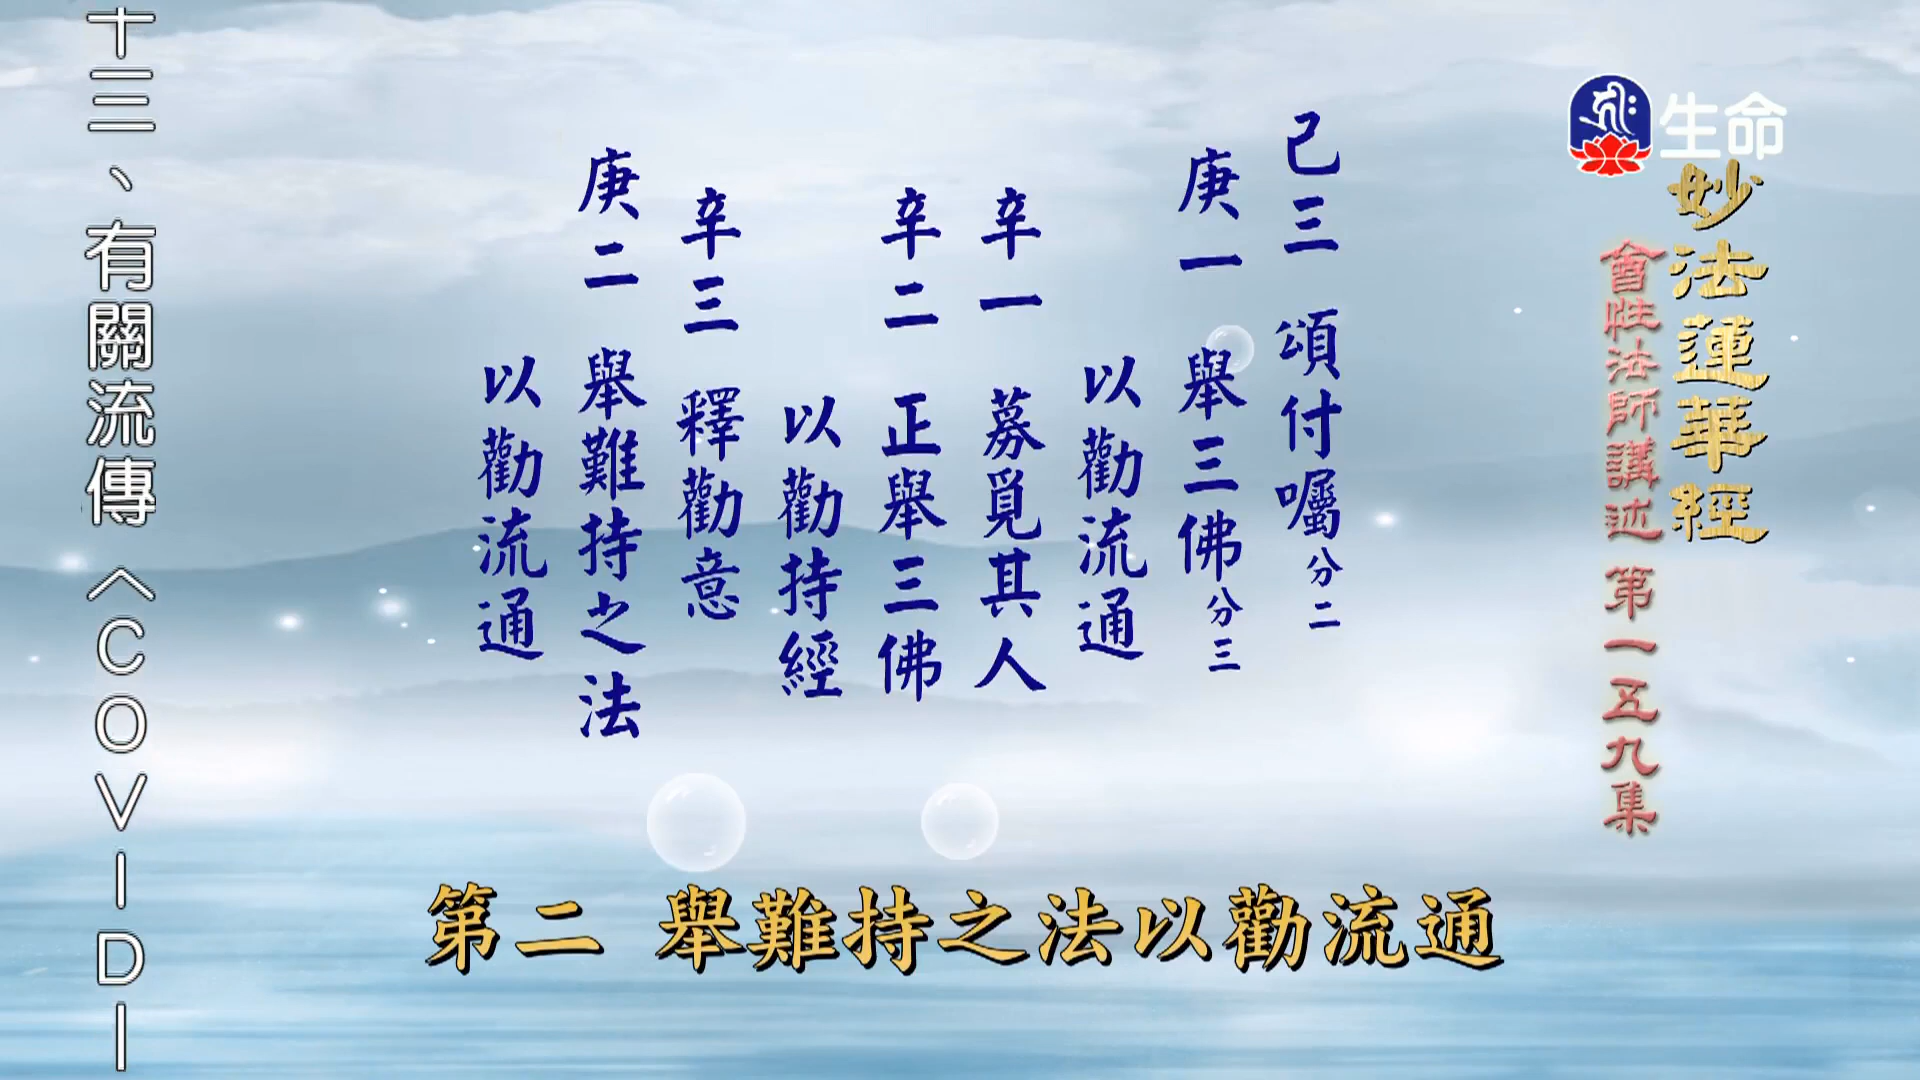 生命
妙法蓮華經
會性法師講述 第一五九集
己三 頌付囑分二
庚一 舉三佛分三
以勸流通
辛一 募覓其人
辛二 正舉三佛
以勸持經
辛三 釋勸意
庚二 舉難持之法
以勸流通
十三、有關流傳〈COVID-
第二 舉難持之法以勸流通